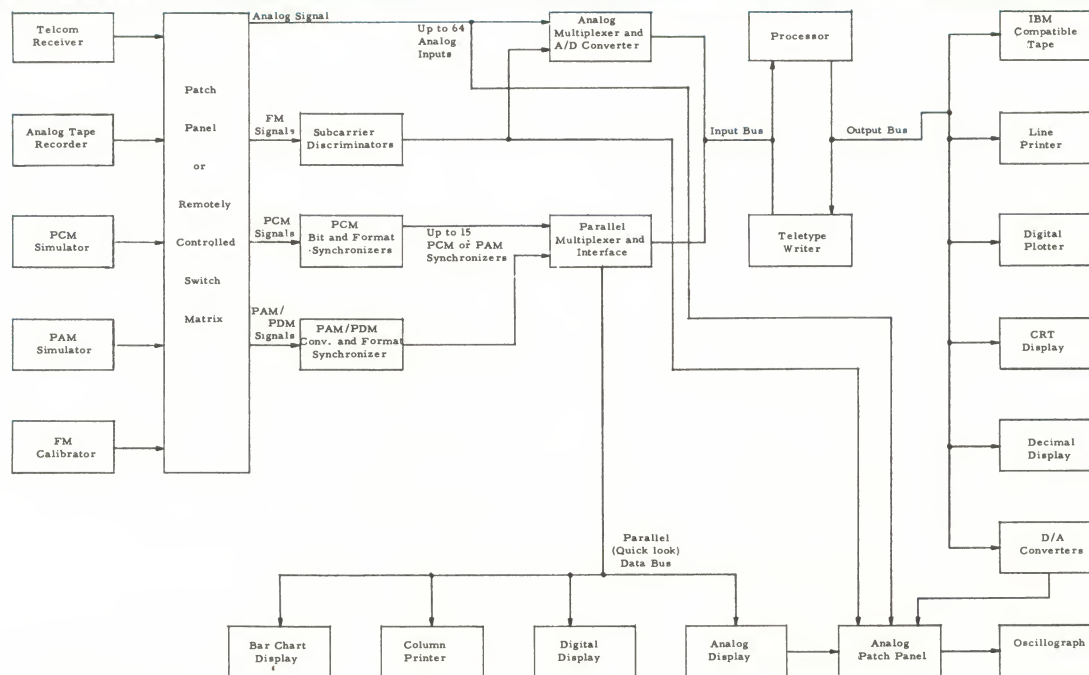 Telcom
Receiver
Analog Tape
Recorder
PCM
Simulator
PAM
Simulator
FM
Calibrator
Patch
Panel
or
Remotely
Controlled
Switch
Matrix
Analog Signal
Up to 64
Analog
Inputs
FM
Signals
PCM
Signals
PAM/
PDM
Signals
Subcarrier
Discriminators
PCM
Bit and Format
Synchronizers
PAM/PDM
Conv. and Format
Synchronizer
Up to 15
PCM or PAM
Synchronizers
Analog
Multiplexer and
A/D Converter
Parallel
Multiplexer and
Interface
Input Bus
Processor
Teletype
Writer
Output Bus
IBM
Compatible
Tape
Line
Printer
Digital
Plotter
CRT
Display
Decimal
Display
D/A
Converters
Parallel
(Quick look)
Data Bus
Bar Chart
Display
Column
Printer
Digital
Display
Analog
Display
Analog
Patch Panel
Oscillograph